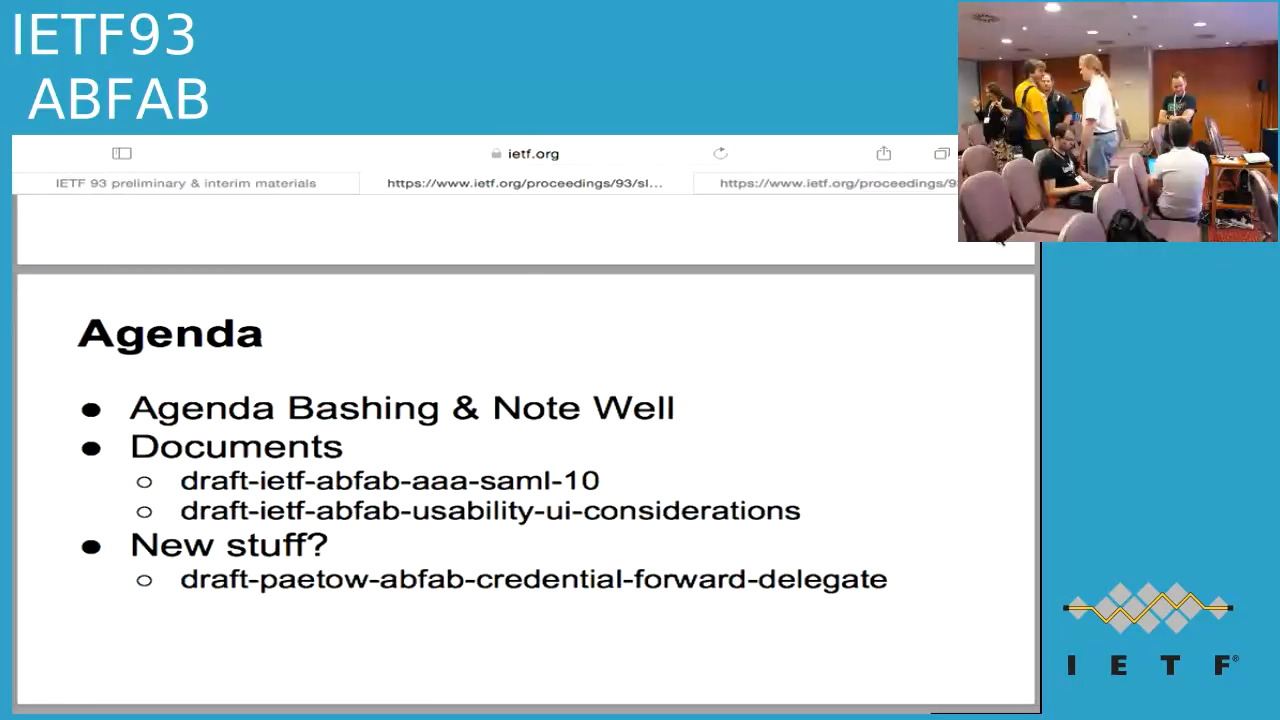 IETF93
ABFAB
ietf.org
IETF 93 preliminary & interim materials
https://www.ietf.org/proceedings/93/sl...
https://www.ietf.org/proceedings/9
Agenda
● Agenda Bashing & Note Well
● Documents
○ draft-ietf-abfab-aaa-saml-10
○ draft-ietf-abfab-usability-ui-considerations
● New stuff?
○ draft-paetow-abfab-credential-forward-delegate
I E T F®